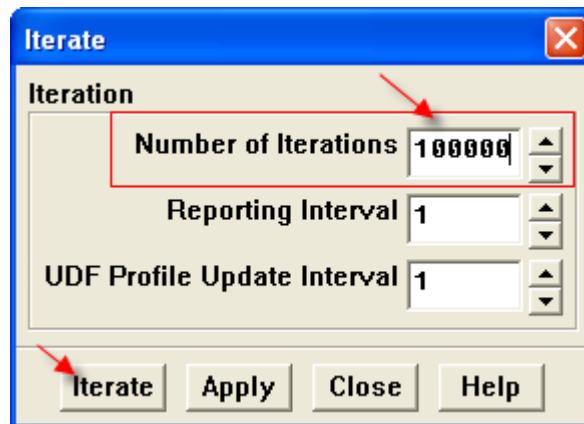 Iterate
Iteration
Number of Iterations 100000
Reporting Interval 1
UDF Profile Update Interval 1
Iterate Apply Close Help